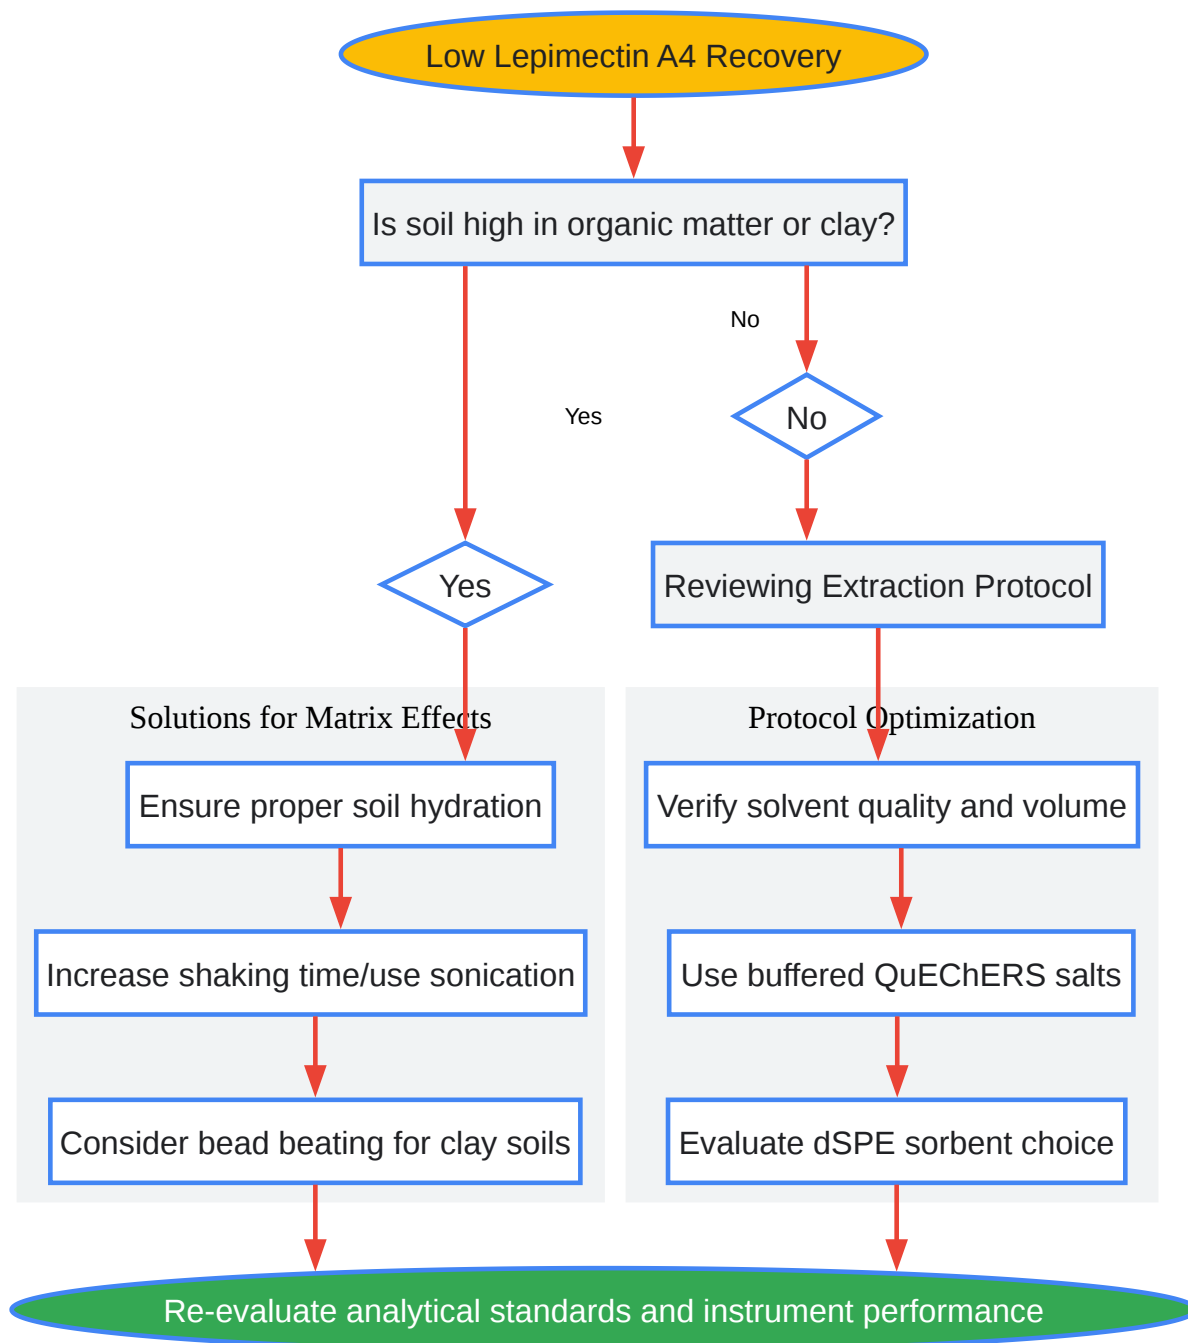 Low Lepimectin A4 Recovery
Is soil high in organic matter or clay?
No
Yes
No
Yes
Reviewing Extraction Protocol
Solutions for Matrix Effects
Protocol Optimization
Ensure proper soil hydration
Verify solvent quality and volume
Increase shaking time/use sonication
Use buffered QuEChERS salts
Consider bead beating for clay soils
Evaluate dSPE sorbent choice
Re-evaluate analytical standards and instrument performance